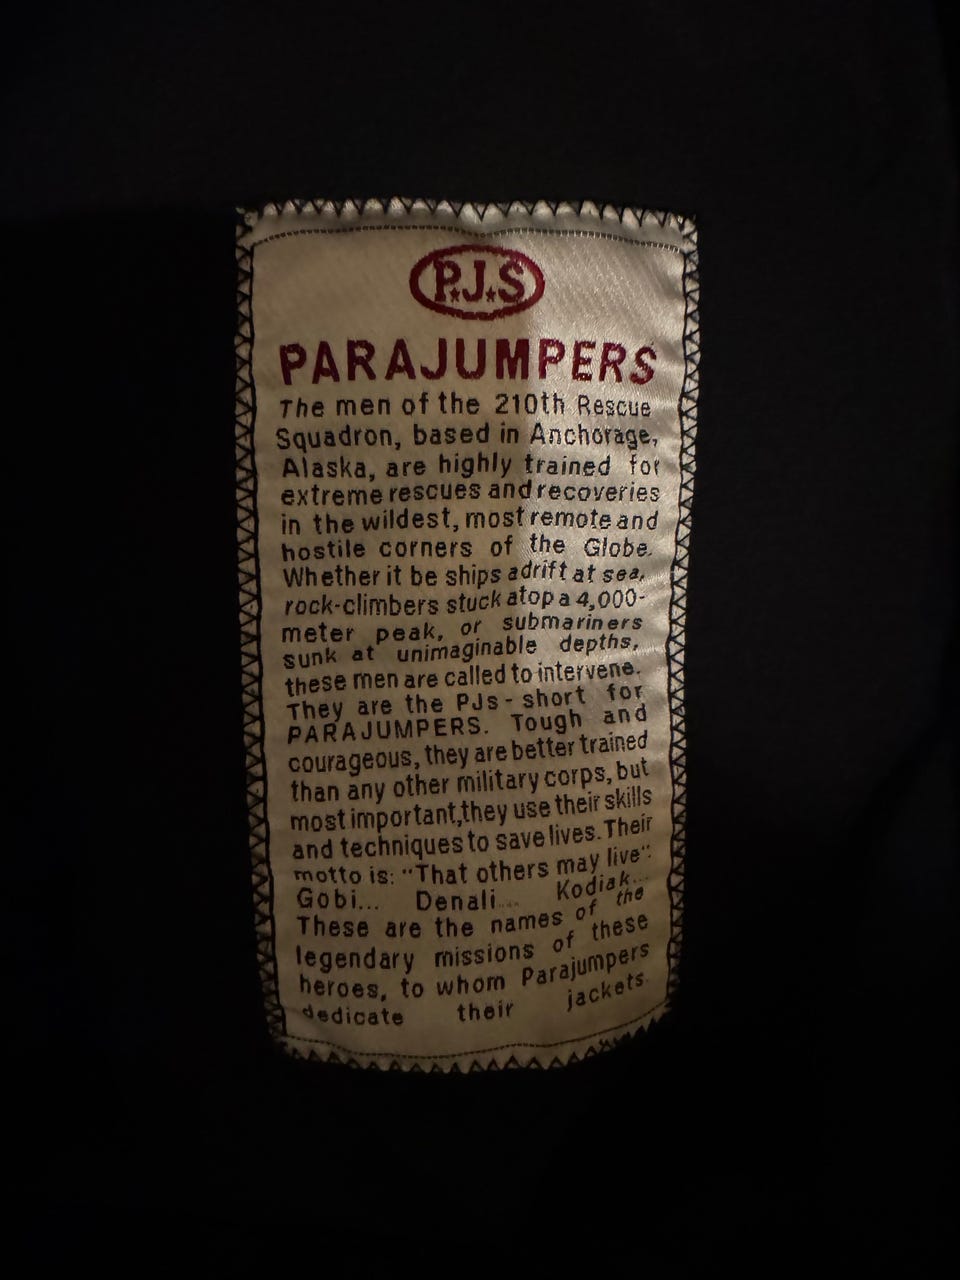 P.J.S
PARAJUMPERS
The men of the 210th Rescue
Squadron, based in Anchorage,
Alaska, are highly trained for
extreme rescues and recoveries
in the wildest, most remote and
hostile corners of the Globe.
Whether it be ships adrift at sea,
rock-climbers stuck atop a 4,000-
meter peak, or submariners
sunk at unimaginable depths,
these men are called to intervene.
They are the PJs - short for
PARAJUMPERS. Tough and
courageous, they are better trained
than any other military corps, but
most important,they use their skills
and techniques to save lives. Their
motto is: "That others may live".
Gobi... Denali.... Kodiak...
These are the names of the
legendary missions of these
heroes, to whom Parajumpers
dedicate their jackets.